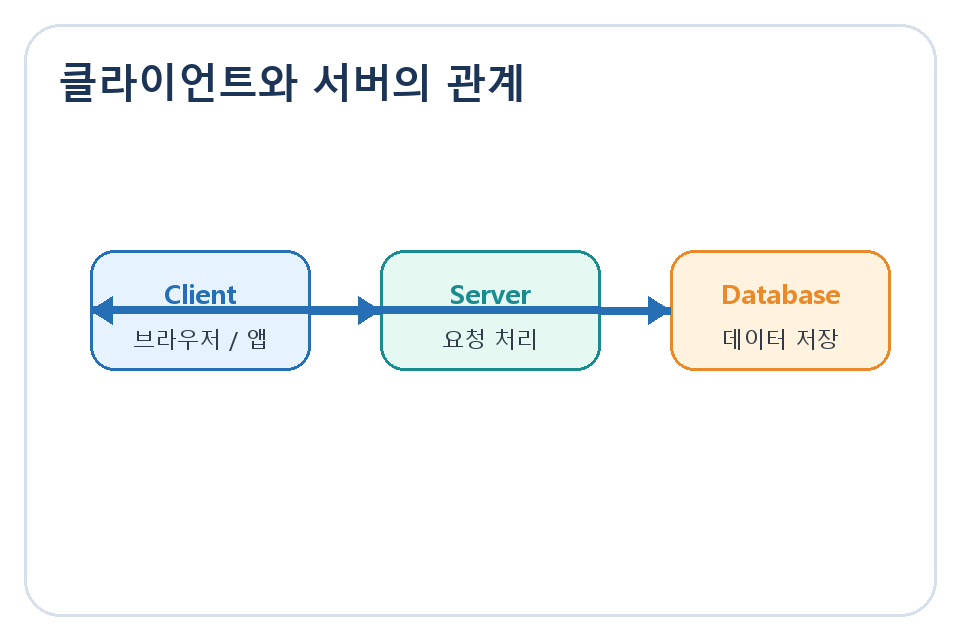 클라이언트와 서버의 관계
Client
브라우저 / 앱
Server
요청 처리
Database
데이터 저장